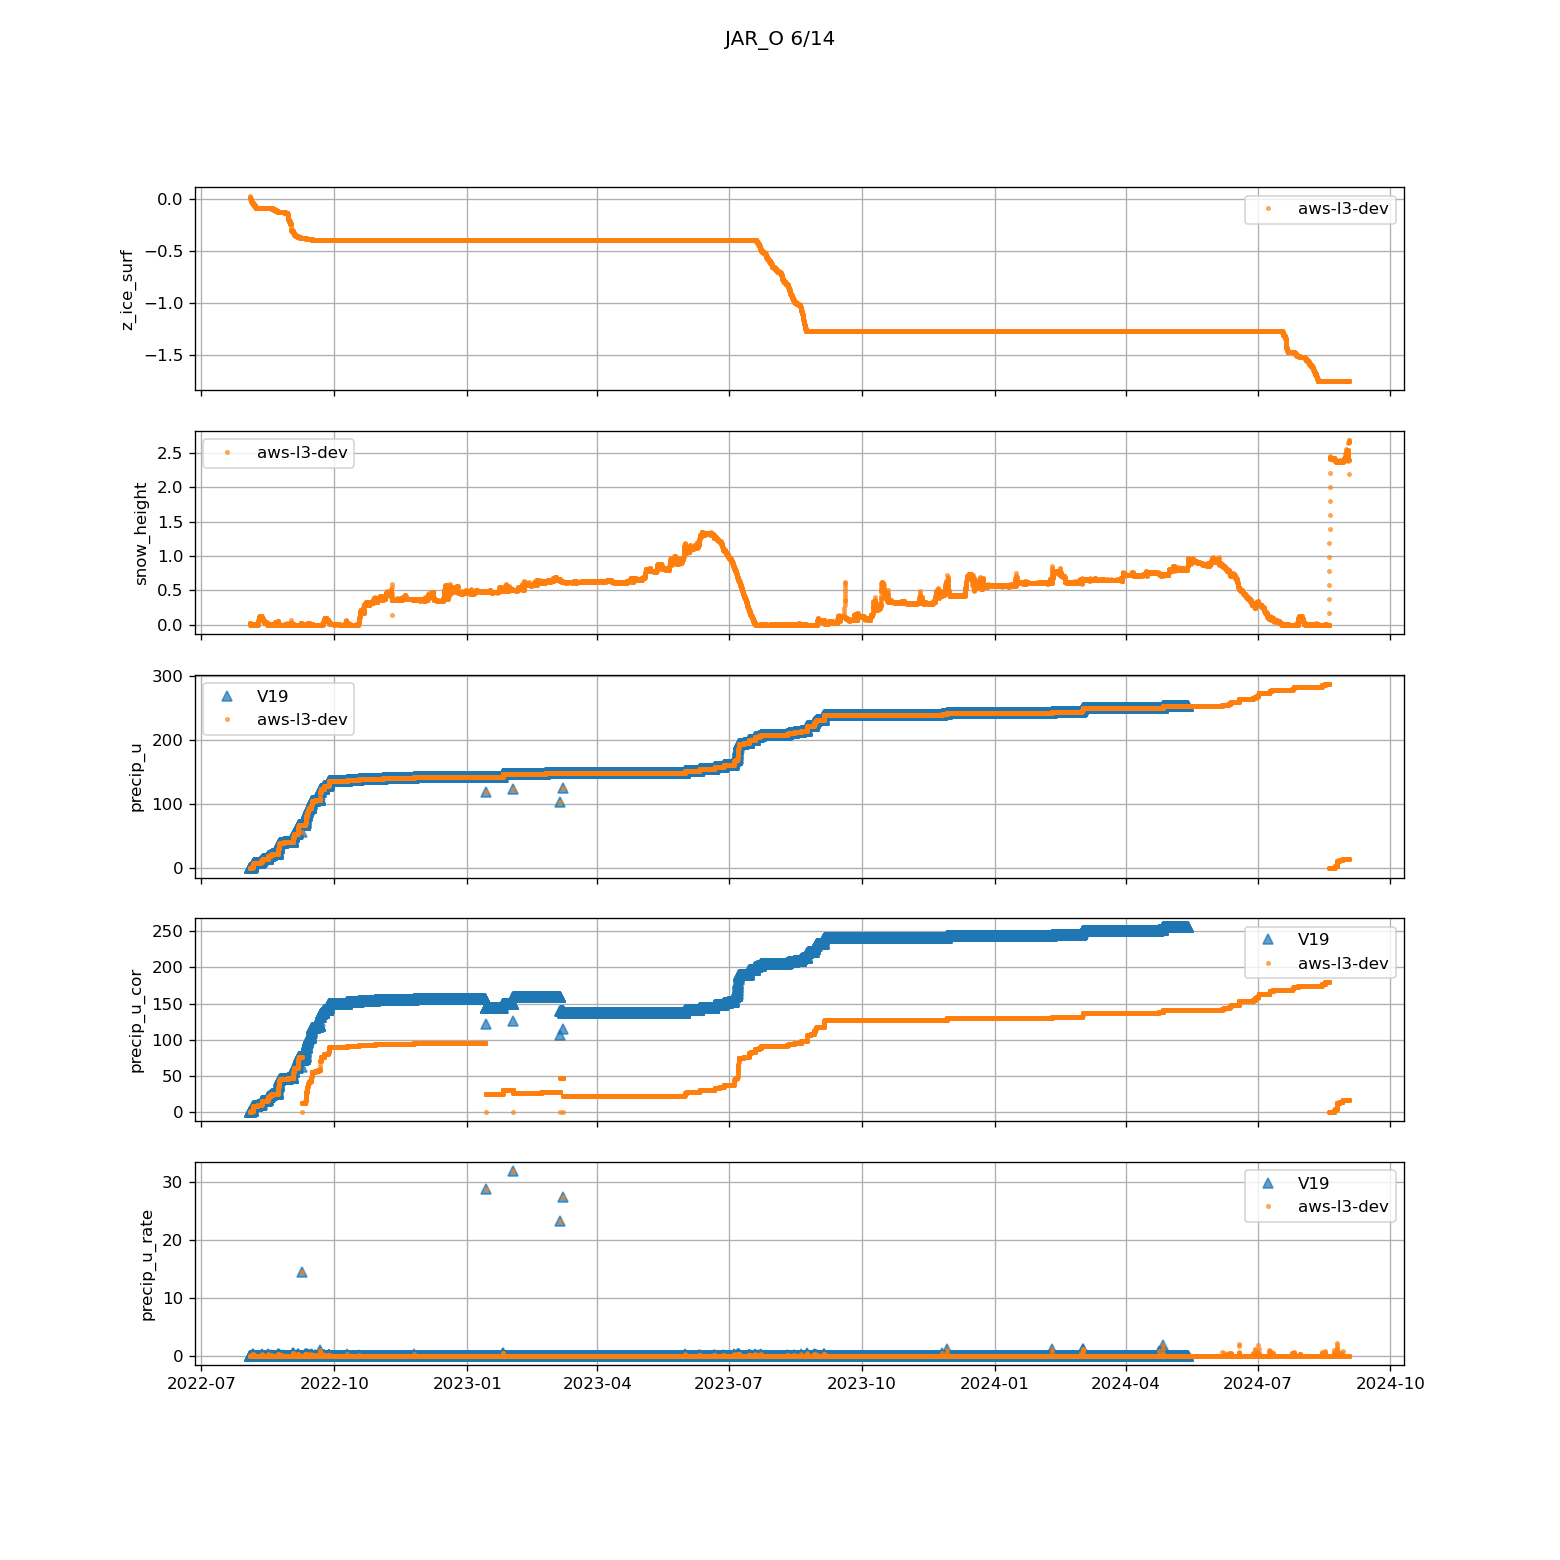 JAR_O 6/14
0.0
−0.5
−1.0
−1.5
z_ice_surf
aws-l3-dev
2.5
2.0
1.5
1.0
0.5
0.0
snow_height
aws-l3-dev
300
200
100
0
precip_u
V19
aws-l3-dev
250
200
150
100
50
0
precip_u_cor
V19
aws-l3-dev
30
20
10
0
precip_u_rate
V19
aws-l3-dev
2022-07 2022-10 2023-01 2023-04 2023-07 2023-10 2024-01 2024-04 2024-07 2024-10